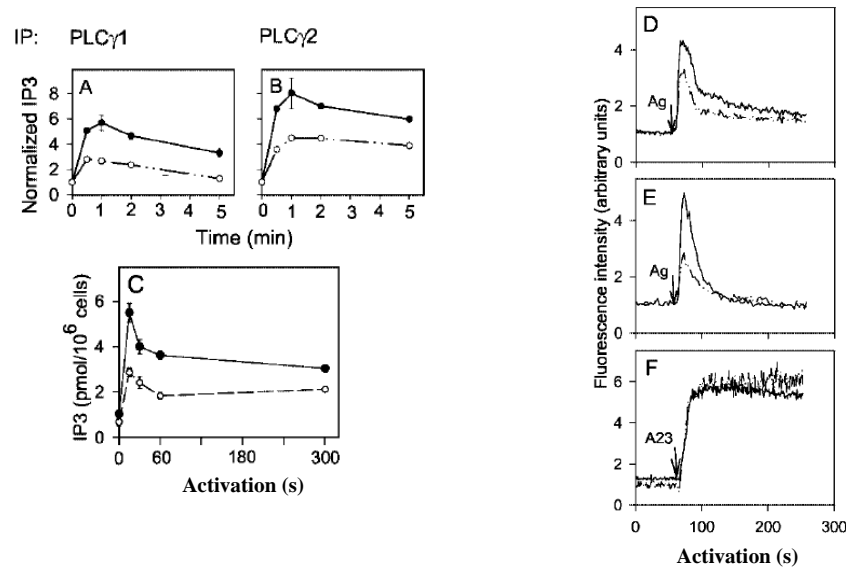 IP: PLCγ1 PLCγ2
Normalized IP3
8
6
4
2
0
A
0 1 2 3 4 5
B
0 1 2 3 4 5
Time (min)
IP3 (pmol/10⁶ cells)
6
4
2
0
C
0 60 180 300
Activation (s)
Fluorescence intensity (arbitrary units)
D
4
2
0
Ag
E
4
2
0
Ag
F
6
4
2
0
A23
0 100 200 300
Activation (s)